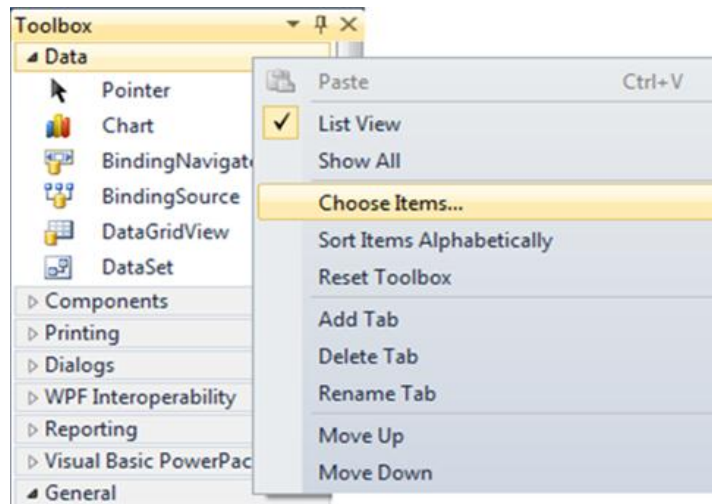 Toolbox
Data
Pointer
Chart
BindingNavigat
BindingSource
DataGridView
DataSet
Components
Printing
Dialogs
WPF Interoperability
Reporting
Visual Basic PowerPac
General
Paste Ctrl+V
List View
Show All
Choose Items...
Sort Items Alphabetically
Reset Toolbox
Add Tab
Delete Tab
Rename Tab
Move Up
Move Down